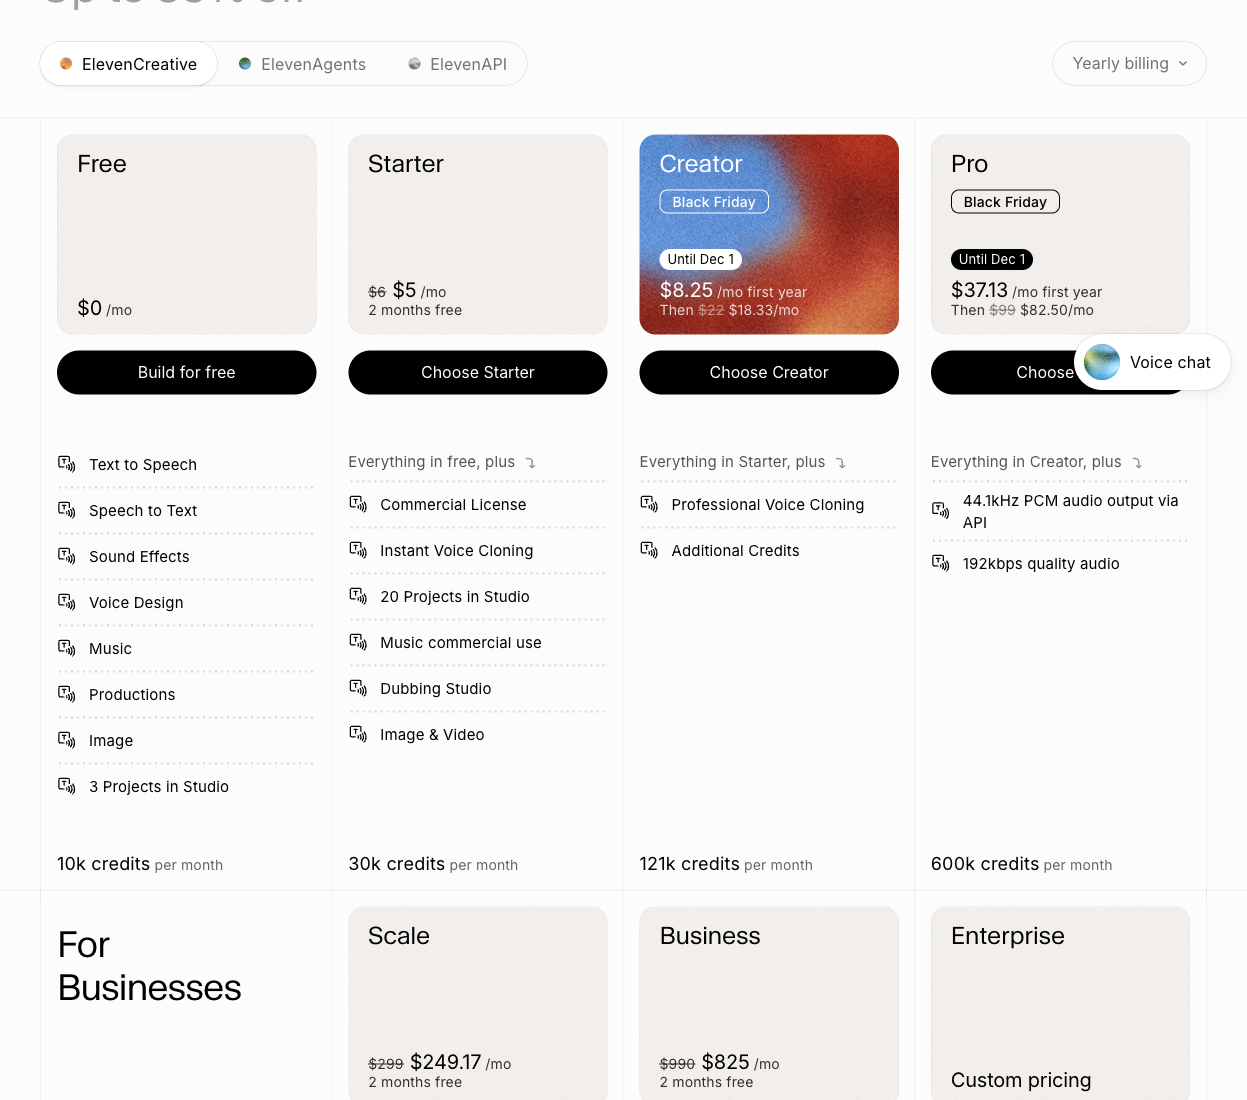 ElevenCreative
ElevenAgents
ElevenAPI
Yearly billing
Free
$0 /mo
Build for free
Text to Speech
Speech to Text
Sound Effects
Voice Design
Music
Productions
Image
3 Projects in Studio
10k credits per month
Starter
$6 $5 /mo
2 months free
Choose Starter
Everything in free, plus
Commercial License
Instant Voice Cloning
20 Projects in Studio
Music commercial use
Dubbing Studio
Image & Video
30k credits per month
Creator
Black Friday
Until Dec 1
$8.25 /mo first year
Then $22 $18.33/mo
Choose Creator
Everything in Starter, plus
Professional Voice Cloning
Additional Credits
121k credits per month
Pro
Black Friday
Until Dec 1
$37.13 /mo first year
Then $99 $82.50/mo
Choose
Voice chat
Everything in Creator, plus
44.1kHz PCM audio output via
API
192kbps quality audio
600k credits per month
For
Businesses
Scale
$299 $249.17 /mo
2 months free
Business
$990 $825 /mo
2 months free
Enterprise
Custom pricing